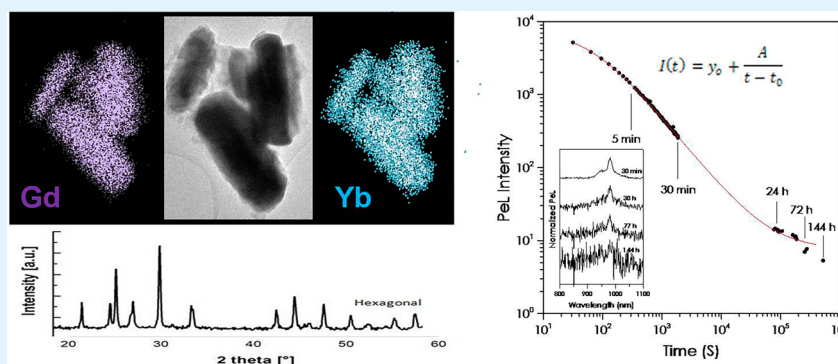 Gd
Yb
Intensity [a.u.]
Hexagonal
20 30 40 50 60
2 theta [°]
I(t) = y₀ + A / (t − t₀)
PeL Intensity
10⁴
10³
10²
10¹
10⁰
5 min
30 min
24 h
72 h
144 h
Normalized PeL
30 min
30 h
77 h
144 h
800 900 1000 1100
Wavelength (nm)
10¹ 10² 10³ 10⁴ 10⁵ 10⁶
Time (S)